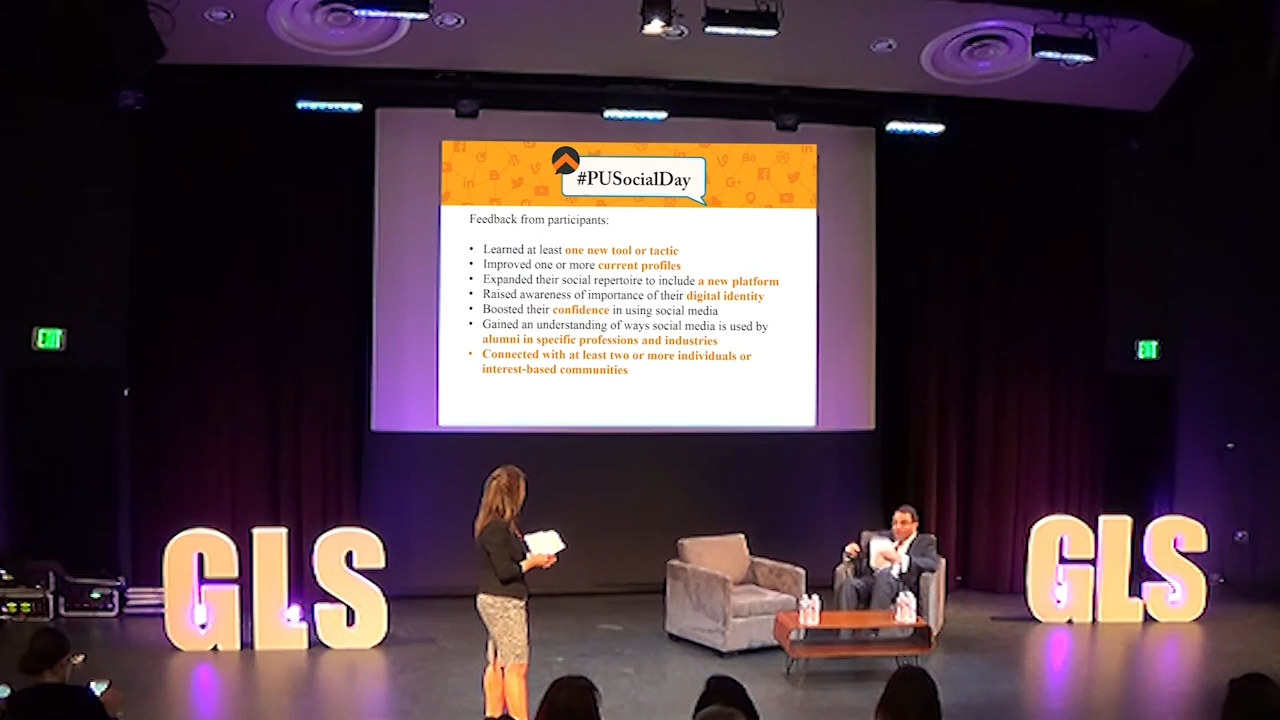 #PUSocialDay
Feedback from participants:
• Learned at least one new tool or tactic
• Improved one or more current profiles
• Expanded their social repertoire to include a new platform
• Raised awareness of importance of their digital identity
• Boosted their confidence in using social media
• Gained an understanding of ways social media is used by
alumni in specific professions and industries
• Connected with at least two or more individuals or
interest-based communities
EXIT
EXIT
GLS
GLS